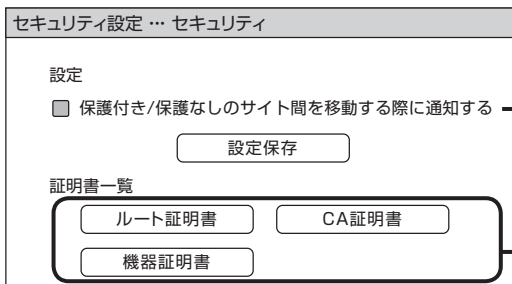 セキュリティ設定 … セキュリティ
設定
保護付き/保護なしのサイト間を移動する際に通知する
設定保存
証明書一覧
ルート証明書 CA証明書
機器証明書